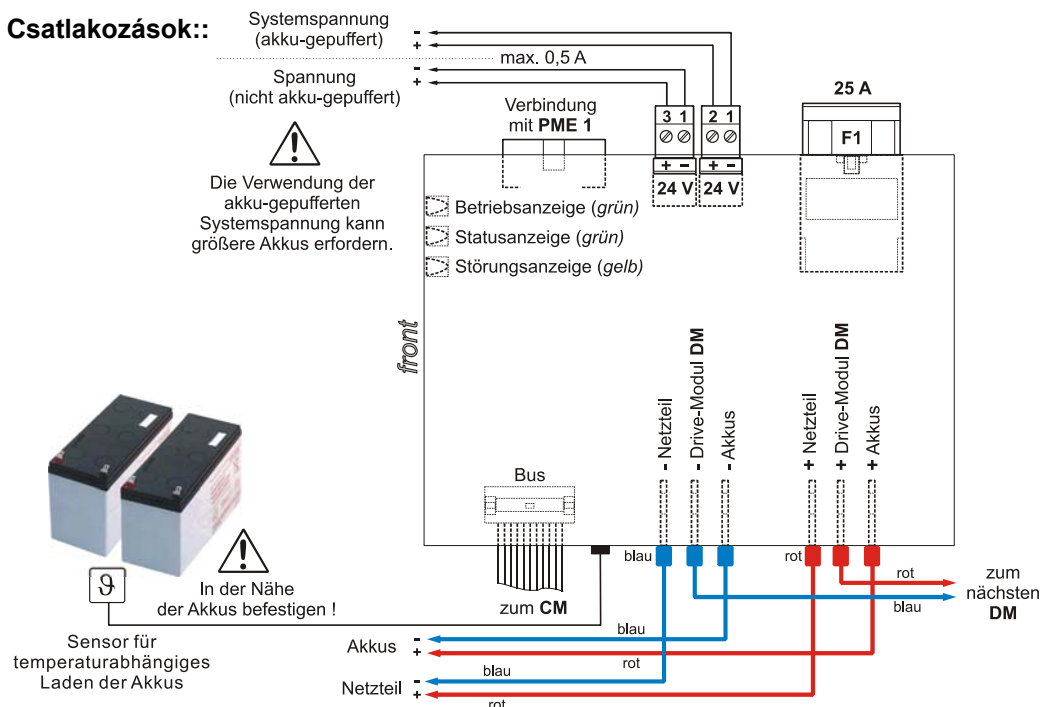 Csatlakozások::
Systemspannung
(akku-gepuffert)
-
+
max. 0,5 A
Spannung
(nicht akku-gepuffert)
-
+
Die Verwendung der
akku-gepufferten
Systemspannung kann
größere Akkus erfordern.
Verbindung
mit PME 1
3 1
2 1
+ -
+ -
24 V
24 V
25 A
F1
Betriebsanzeige (grün)
Statusanzeige (grün)
Störungsanzeige (gelb)
front
- Netzteil
- Drive-Modul DM
- Akkus
+ Netzteil
+ Drive-Modul DM
+ Akkus
Bus
zum CM
blau
rot
rot
blau
zum
nächsten
DM
In der Nähe
der Akkus befestigen !
ϑ
Sensor für
temperaturabhängiges
Laden der Akkus
Akkus
-
+
blau
rot
Netzteil
-
+
blau
rot